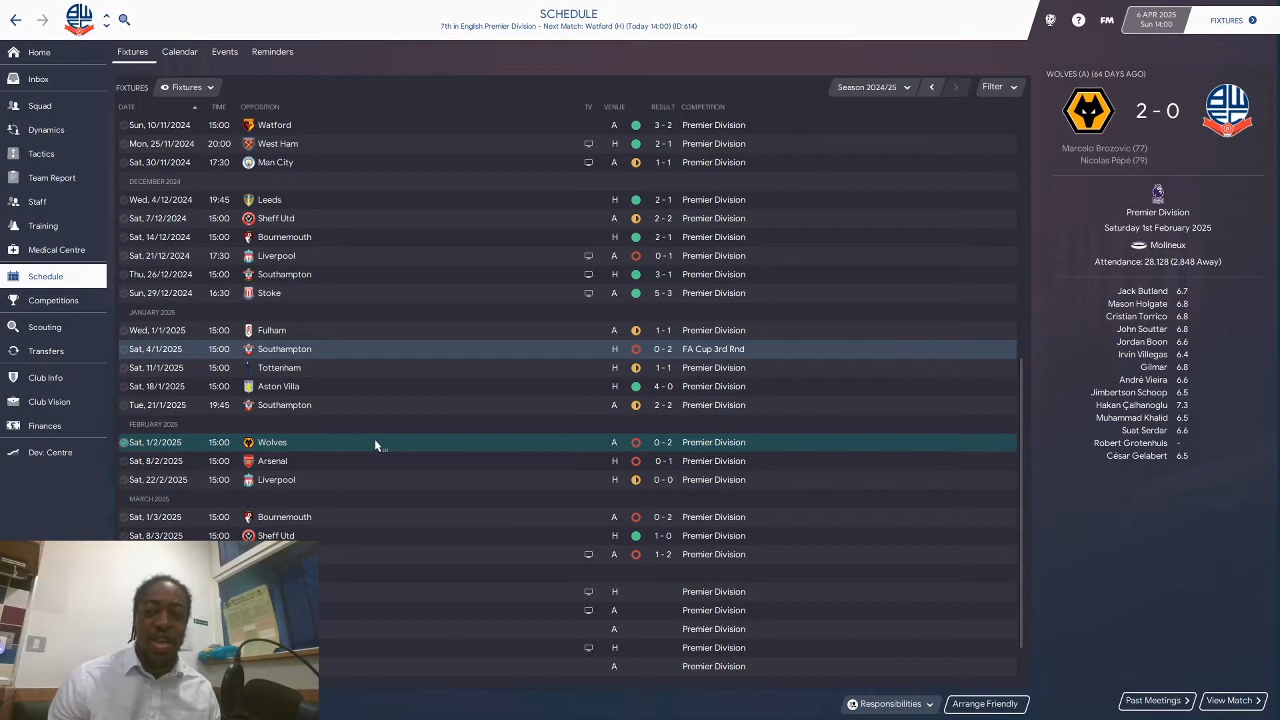 SCHEDULE
7th in English Premier Division - Next Match: Watford (H) (Today 14:00) (ID:614)
FM
6 APR 2025
Sun 14:00
FIXTURES
Home
Inbox
Squad
Dynamics
Tactics
Team Report
Staff
Training
Medical Centre
Schedule
Competitions
Scouting
Transfers
Club Info
Club Vision
Finances
Dev. Centre
Fixtures Calendar Events Reminders
FIXTURES Fixtures Season 2024/25 Filter
DATE TIME OPPOSITION TV VENUE RESULT COMPETITION
Sun, 10/11/2024 15:00 Watford A 3 - 2 Premier Division
Mon, 25/11/2024 20:00 West Ham H 2 - 1 Premier Division
Sat, 30/11/2024 17:30 Man City A 1 - 1 Premier Division
DECEMBER 2024
Wed, 4/12/2024 19:45 Leeds H 2 - 1 Premier Division
Sat, 7/12/2024 15:00 Sheff Utd A 2 - 2 Premier Division
Sat, 14/12/2024 15:00 Bournemouth H 2 - 1 Premier Division
Sat, 21/12/2024 17:30 Liverpool A 0 - 1 Premier Division
Thu, 26/12/2024 15:00 Southampton H 3 - 1 Premier Division
Sun, 29/12/2024 16:30 Stoke A 5 - 3 Premier Division
JANUARY 2025
Wed, 1/1/2025 15:00 Fulham A 1 - 1 Premier Division
Sat, 4/1/2025 15:00 Southampton H 0 - 2 FA Cup 3rd Rnd
Sat, 11/1/2025 15:00 Tottenham H 1 - 1 Premier Division
Sat, 18/1/2025 15:00 Aston Villa H 4 - 0 Premier Division
Tue, 21/1/2025 19:45 Southampton A 2 - 2 Premier Division
FEBRUARY 2025
Sat, 1/2/2025 15:00 Wolves A 0 - 2 Premier Division
Sat, 8/2/2025 15:00 Arsenal H 0 - 1 Premier Division
Sat, 22/2/2025 15:00 Liverpool H 0 - 0 Premier Division
MARCH 2025
Sat, 1/3/2025 15:00 Bournemouth A 0 - 2 Premier Division
Sat, 8/3/2025 15:00 Sheff Utd H 1 - 0 Premier Division
A 1 - 2 Premier Division
H Premier Division
A Premier Division
A Premier Division
H Premier Division
A Premier Division
Responsibilities Arrange Friendly
WOLVES (A) (64 DAYS AGO)
2 - 0
Marcelo Brozovic (77)
Nicolas Pépé (79)
Premier Division
Saturday 1st February 2025
Molineux
Attendance: 28,128 (2,848 Away)
Jack Butland 6.7
Mason Holgate 6.8
Cristian Torrico 6.8
John Souttar 6.8
Jordan Boon 6.6
Irvin Villegas 6.4
Gilmar 6.8
André Vieira 6.6
Jimbertson Schoop 6.5
Hakan Çalhanoglu 7.3
Muhammad Khalid 6.5
Suat Serdar 6.6
Robert Grotenhuis -
César Gelabert 6.5
Past Meetings View Match